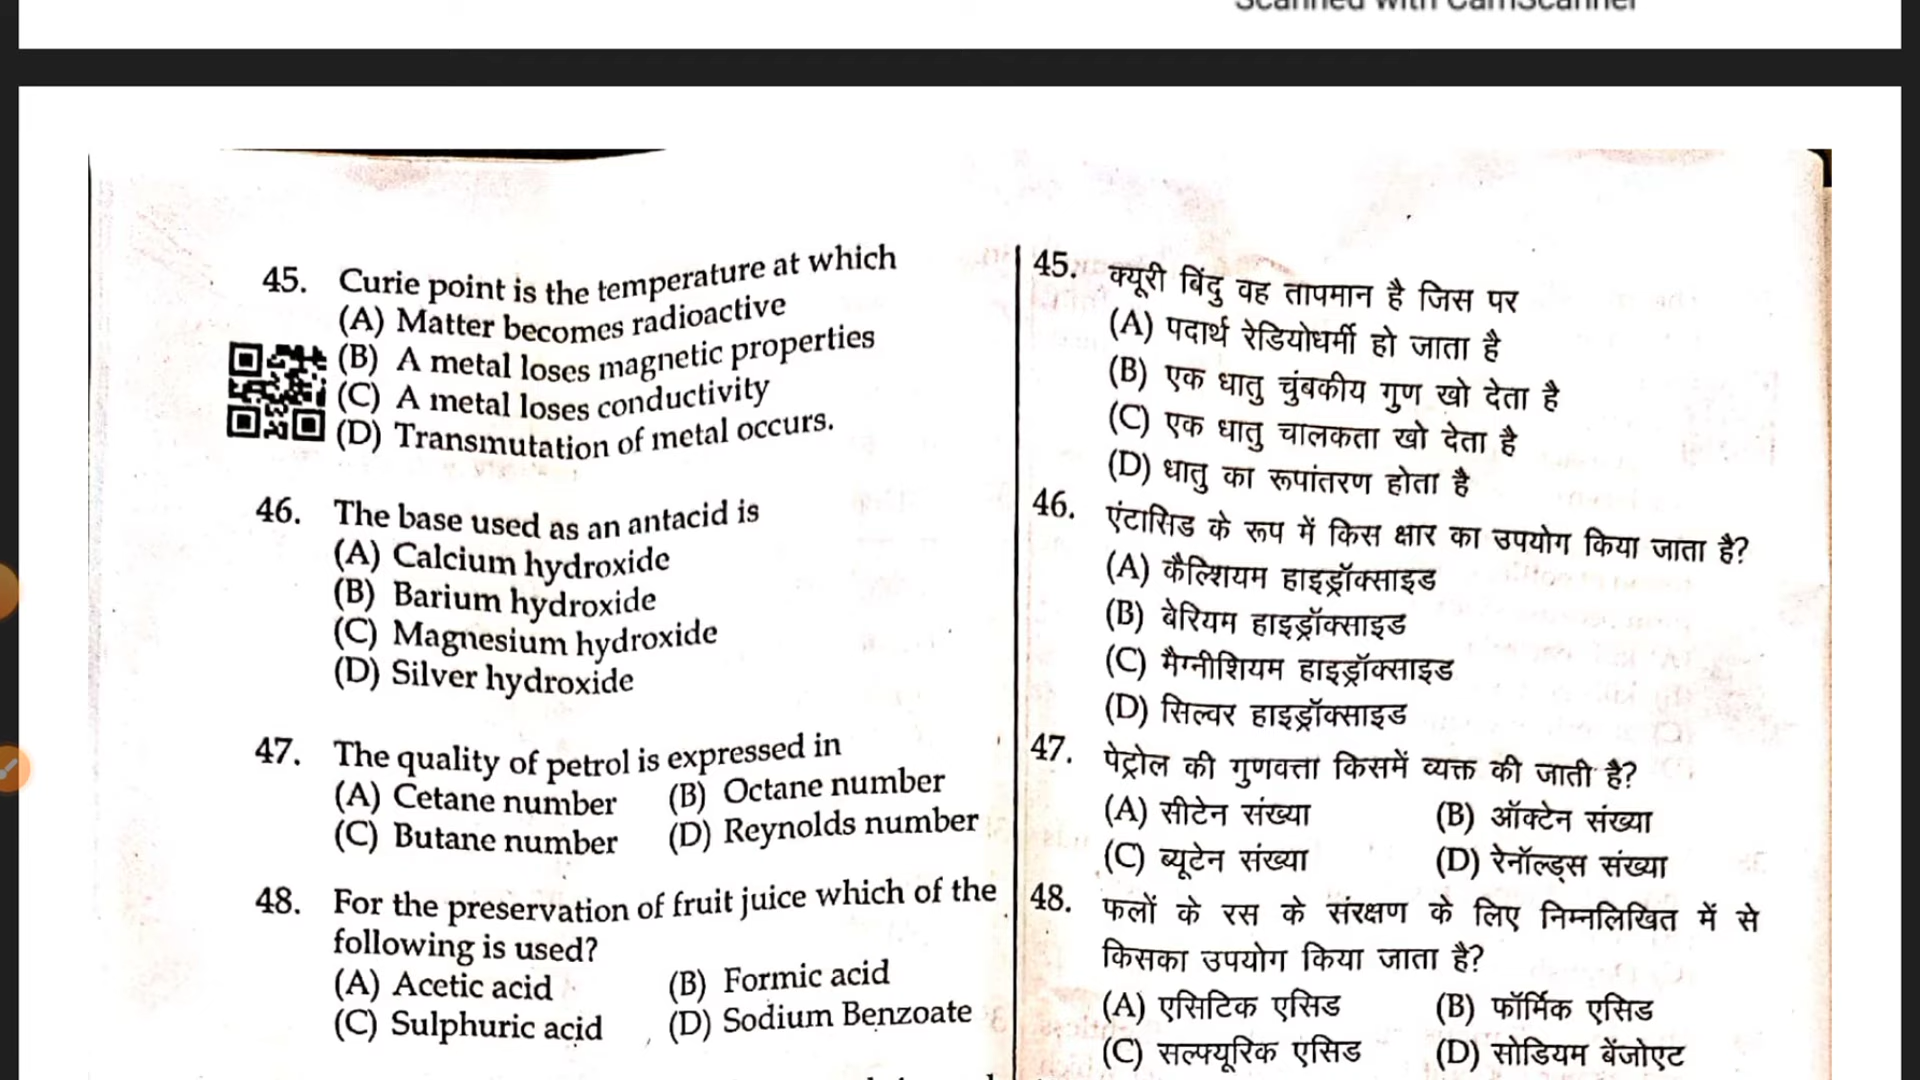 Scanned with CamScanner
45. Curie point is the temperature at which
(A) Matter becomes radioactive
(B) A metal loses magnetic properties
(C) A metal loses conductivity
(D) Transmutation of metal occurs.
46. The base used as an antacid is
(A) Calcium hydroxide
(B) Barium hydroxide
(C) Magnesium hydroxide
(D) Silver hydroxide
47. The quality of petrol is expressed in
(A) Cetane number (B) Octane number
(C) Butane number (D) Reynolds number
48. For the preservation of fruit juice which of the
following is used?
(A) Acetic acid (B) Formic acid
(C) Sulphuric acid (D) Sodium Benzoate
45. क्यूरी बिंदु वह तापमान है जिस पर
(A) पदार्थ रेडियोधर्मी हो जाता है
(B) एक धातु चुंबकीय गुण खो देता है
(C) एक धातु चालकता खो देता है
(D) धातु का रूपांतरण होता है
46. एंटासिड के रूप में किस क्षार का उपयोग किया जाता है?
(A) कैल्शियम हाइड्रॉक्साइड
(B) बेरियम हाइड्रॉक्साइड
(C) मैग्नीशियम हाइड्रॉक्साइड
(D) सिल्वर हाइड्रॉक्साइड
47. पेट्रोल की गुणवत्ता किसमें व्यक्त की जाती है?
(A) सीटेन संख्या (B) ऑक्टेन संख्या
(C) ब्यूटेन संख्या (D) रेनॉल्ड्स संख्या
48. फलों के रस के संरक्षण के लिए निम्नलिखित में से
किसका उपयोग किया जाता है?
(A) एसिटिक एसिड (B) फॉर्मिक एसिड
(C) सल्फ्यूरिक एसिड (D) सोडियम बेंजोएट